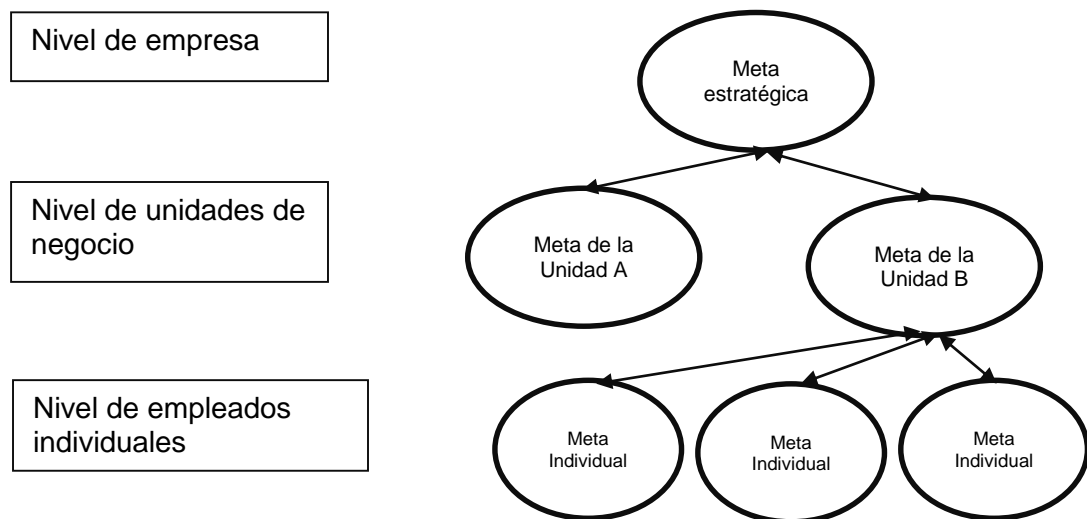 Nivel de empresa
Meta
estratégica
Nivel de unidades de
negocio
Meta de la
Unidad A
Meta de la
Unidad B
Nivel de empleados
individuales
Meta
Individual
Meta
Individual
Meta
Individual